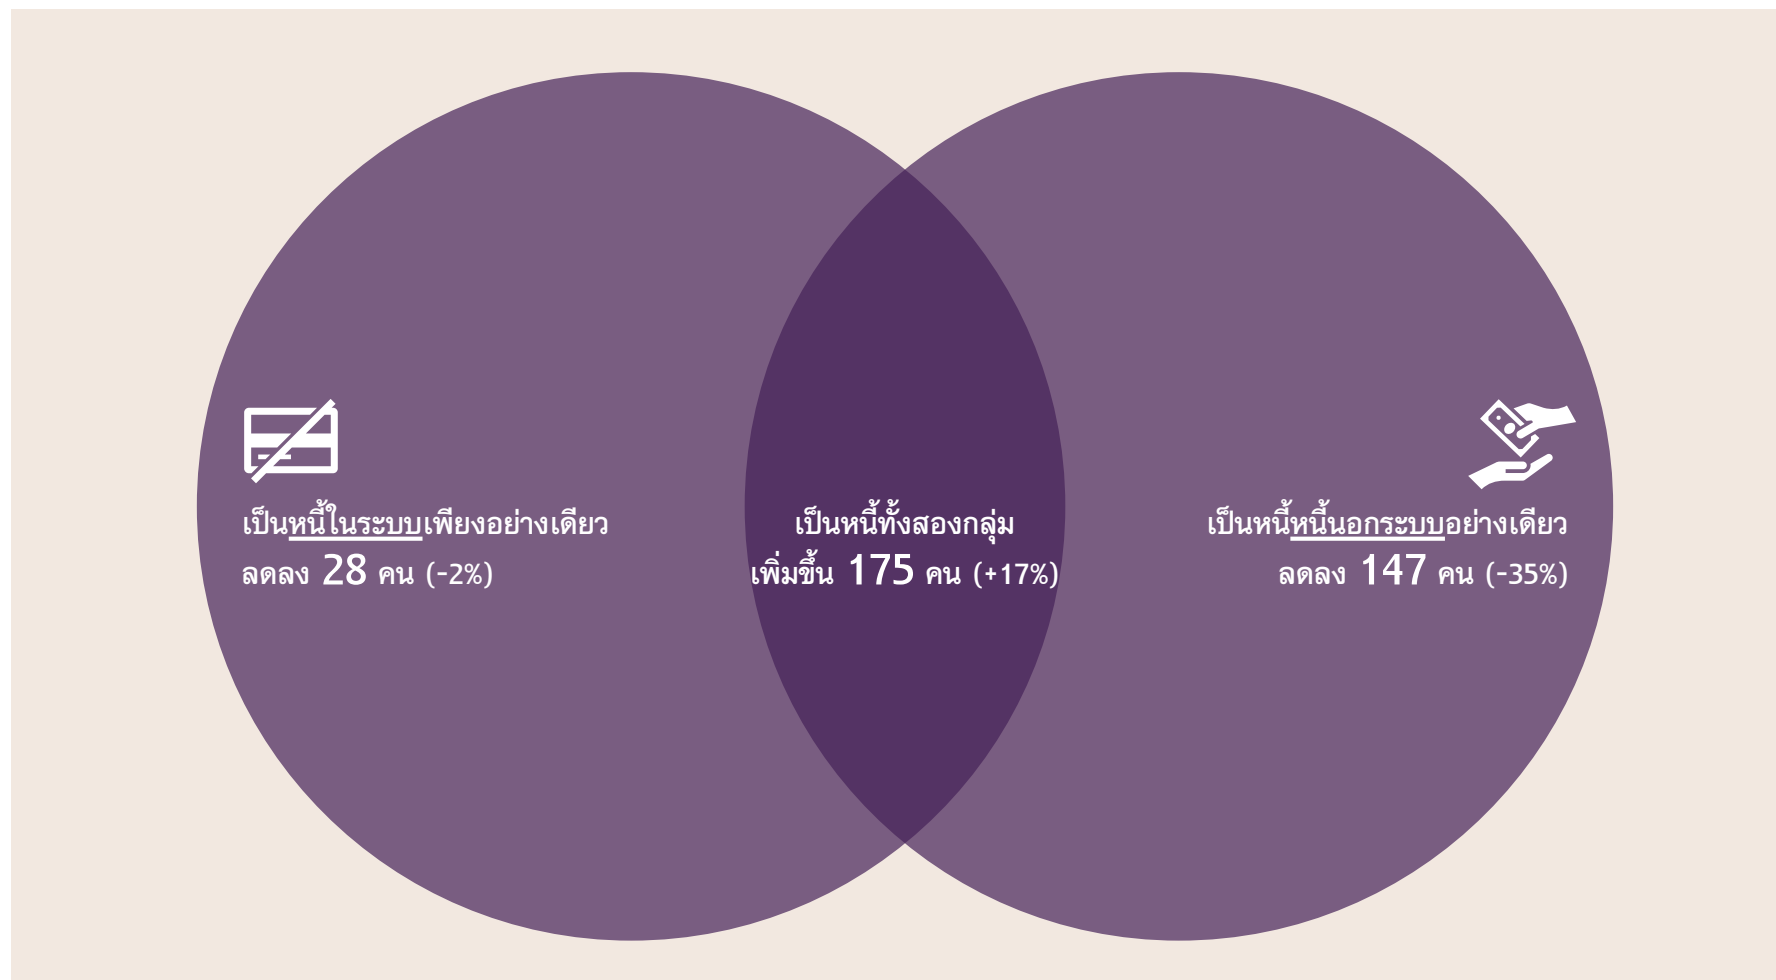 เป็นหนี้ในระบบเพียงอย่างเดียว
ลดลง 28 คน (-2%)
เป็นหนี้ทั้งสองกลุ่ม
เพิ่มขึ้น 175 คน (+17%)
เป็นหนี้หนี้นอกระบบอย่างเดียว
ลดลง 147 คน (-35%)